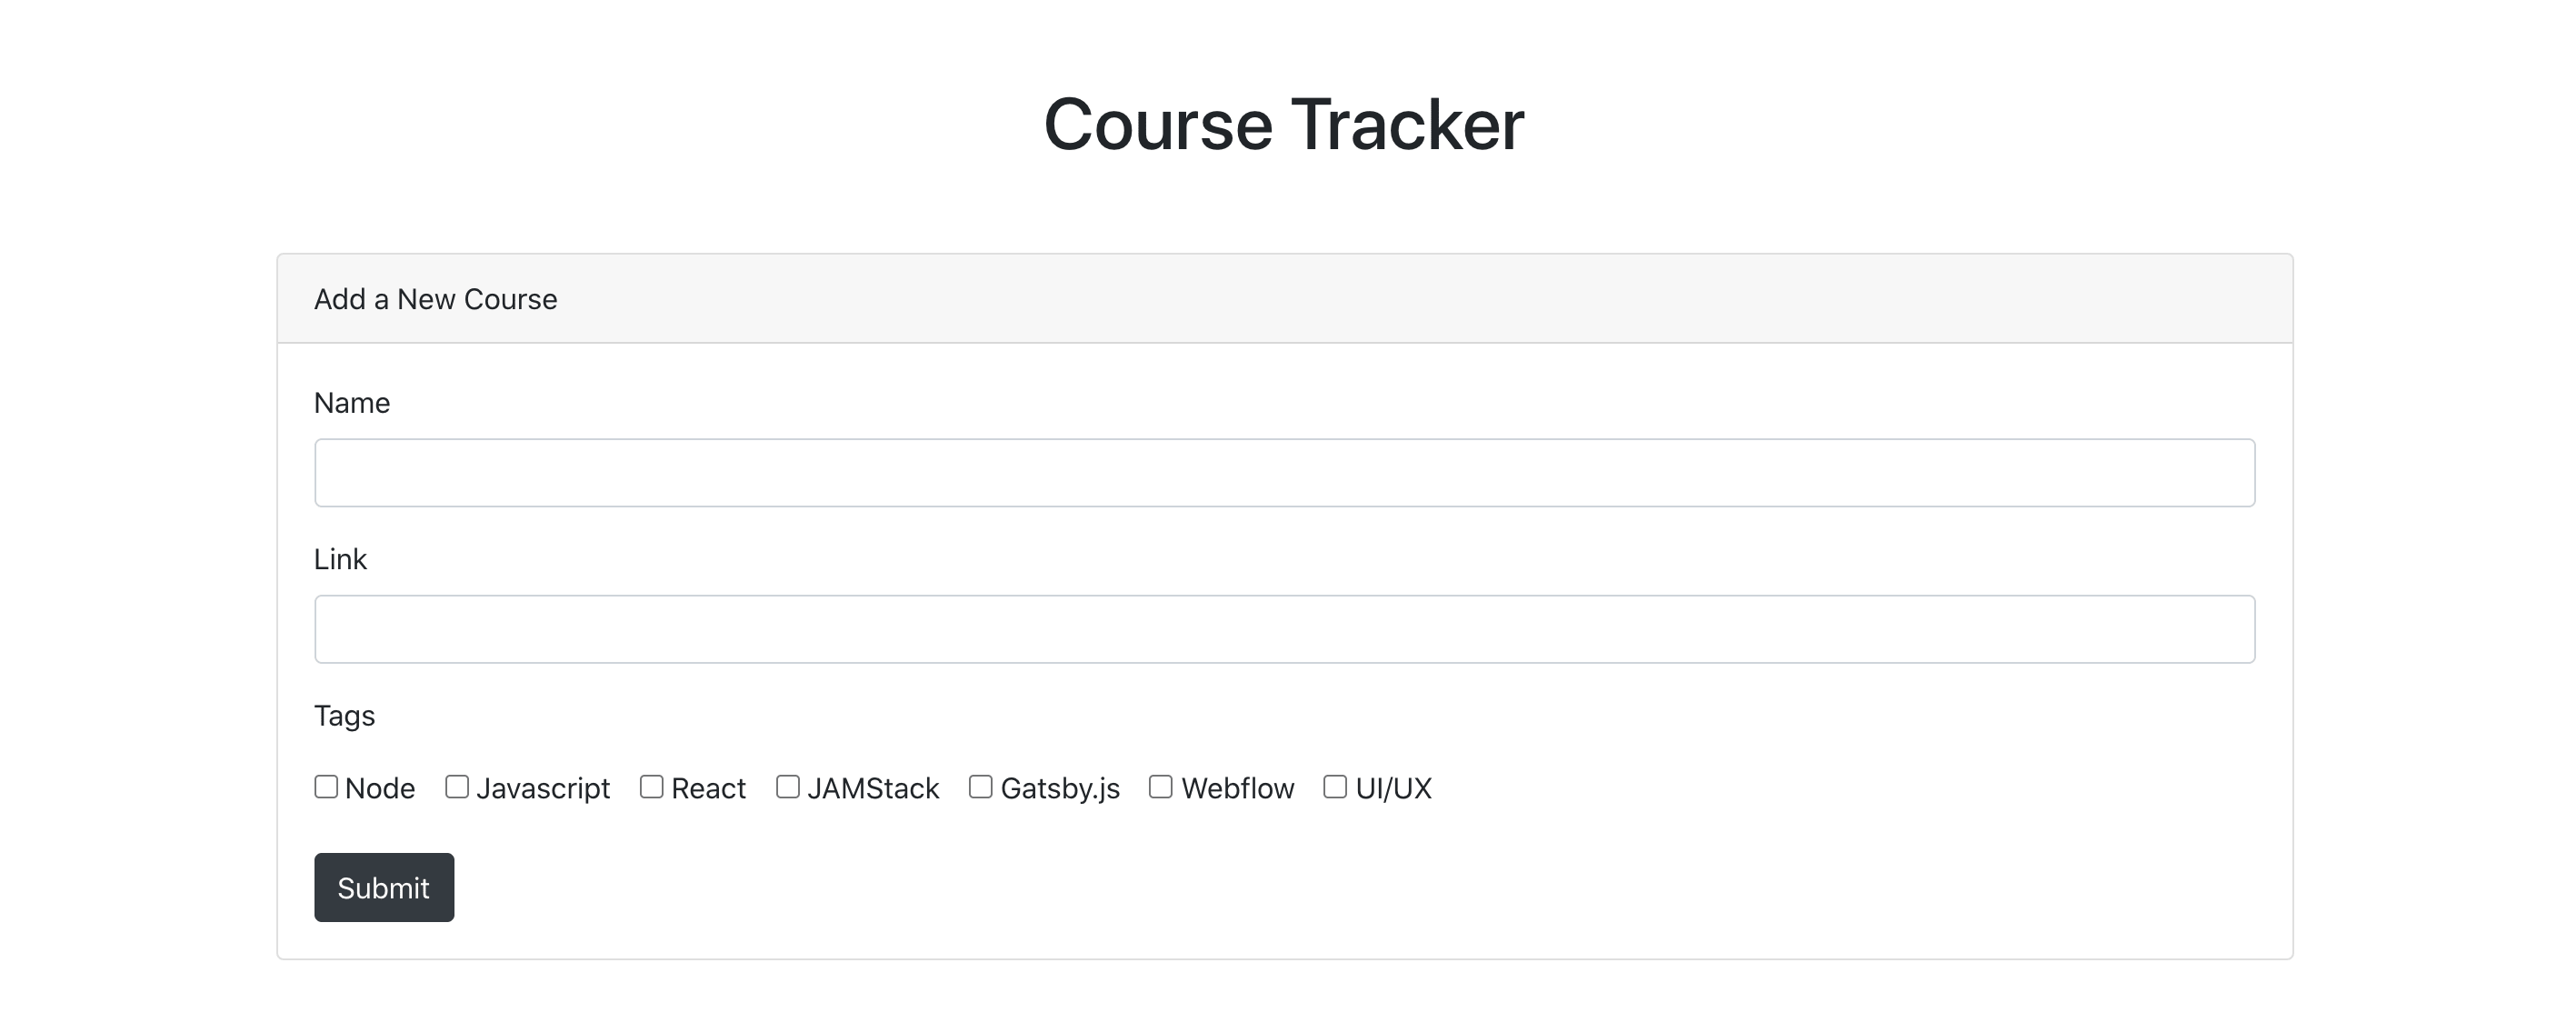 Course Tracker
Add a New Course
Name
Link
Tags
Node Javascript React JAMStack Gatsby.js Webflow UI/UX
Submit